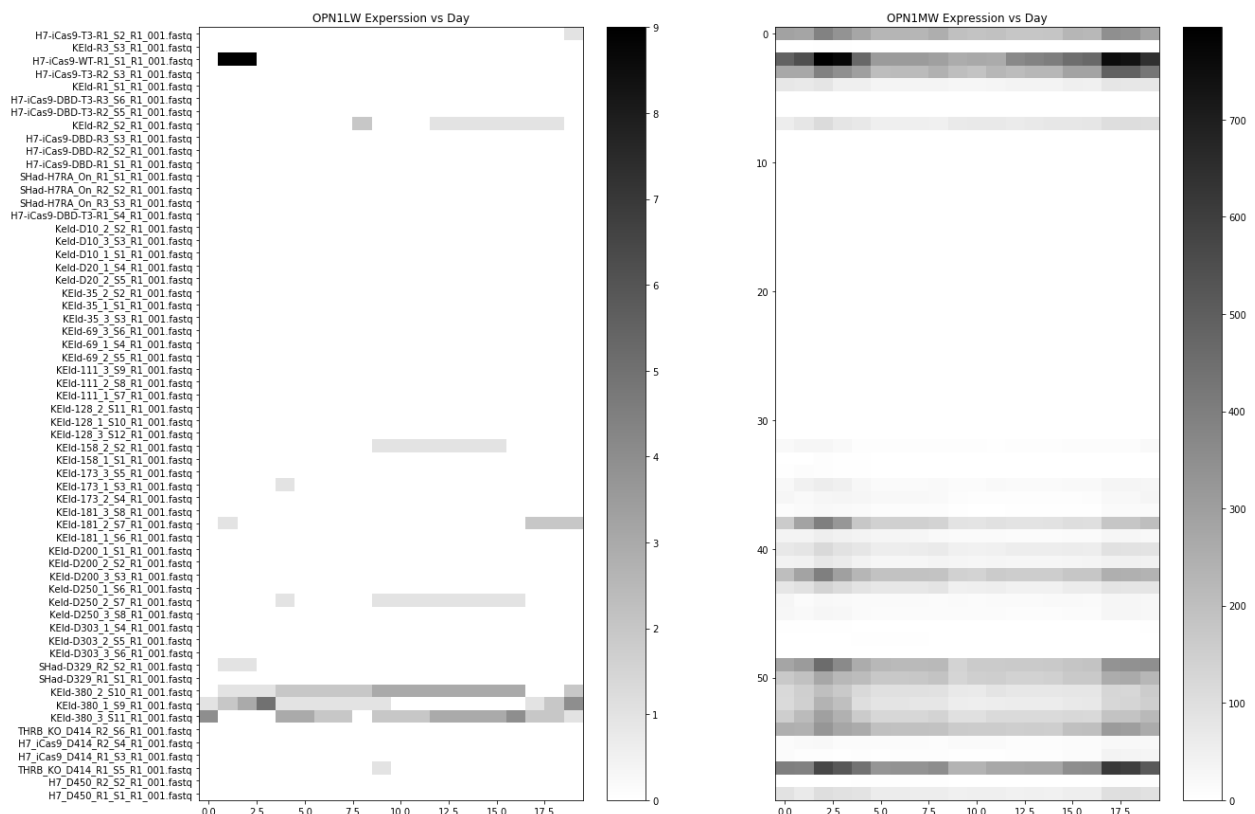 OPN1LW Experssion vs Day
H7-iCas9-T3-R1_S2_R1_001.fastq
KEld-R3_S3_R1_001.fastq
H7-iCas9-WT-R1_S1_R1_001.fastq
H7-iCas9-T3-R2_S3_R1_001.fastq
KEld-R1_S1_R1_001.fastq
H7-iCas9-DBD-T3-R3_S6_R1_001.fastq
H7-iCas9-DBD-T3-R2_S5_R1_001.fastq
KEld-R2_S2_R1_001.fastq
H7-iCas9-DBD-R3_S3_R1_001.fastq
H7-iCas9-DBD-R2_S2_R1_001.fastq
H7-iCas9-DBD-R1_S1_R1_001.fastq
SHad-H7RA_On_R1_S1_R1_001.fastq
SHad-H7RA_On_R2_S2_R1_001.fastq
SHad-H7RA_On_R3_S3_R1_001.fastq
H7-iCas9-DBD-T3-R1_S4_R1_001.fastq
Keld-D10_2_S2_R1_001.fastq
Keld-D10_3_S3_R1_001.fastq
Keld-D10_1_S1_R1_001.fastq
Keld-D20_1_S4_R1_001.fastq
Keld-D20_2_S5_R1_001.fastq
KEld-35_2_S2_R1_001.fastq
KEld-35_1_S1_R1_001.fastq
KEld-35_3_S3_R1_001.fastq
KEld-69_3_S6_R1_001.fastq
KEld-69_1_S4_R1_001.fastq
KEld-69_2_S5_R1_001.fastq
KEld-111_3_S9_R1_001.fastq
KEld-111_2_S8_R1_001.fastq
KEld-111_1_S7_R1_001.fastq
KEld-128_2_S11_R1_001.fastq
KEld-128_1_S10_R1_001.fastq
KEld-128_3_S12_R1_001.fastq
KEld-158_2_S2_R1_001.fastq
KEld-158_1_S1_R1_001.fastq
KEld-173_3_S5_R1_001.fastq
KEld-173_1_S3_R1_001.fastq
KEld-173_2_S4_R1_001.fastq
KEld-181_3_S8_R1_001.fastq
KEld-181_2_S7_R1_001.fastq
KEld-181_1_S6_R1_001.fastq
KEld-D200_1_S1_R1_001.fastq
KEld-D200_2_S2_R1_001.fastq
KEld-D200_3_S3_R1_001.fastq
Keld-D250_1_S6_R1_001.fastq
Keld-D250_2_S7_R1_001.fastq
Keld-D250_3_S8_R1_001.fastq
KEld-D303_1_S4_R1_001.fastq
KEld-D303_2_S5_R1_001.fastq
KEld-D303_3_S6_R1_001.fastq
SHad-D329_R2_S2_R1_001.fastq
SHad-D329_R1_S1_R1_001.fastq
KEld-380_2_S10_R1_001.fastq
KEld-380_1_S9_R1_001.fastq
KEld-380_3_S11_R1_001.fastq
THRB_KO_D414_R2_S6_R1_001.fastq
H7_iCas9_D414_R2_S4_R1_001.fastq
H7_iCas9_D414_R1_S3_R1_001.fastq
THRB_KO_D414_R1_S5_R1_001.fastq
H7_D450_R2_S2_R1_001.fastq
H7_D450_R1_S1_R1_001.fastq
0.0 2.5 5.0 7.5 10.0 12.5 15.0 17.5
9
8
7
6
5
4
3
2
1
0
OPN1MW Expression vs Day
0
10
20
30
40
50
0.0 2.5 5.0 7.5 10.0 12.5 15.0 17.5
700
600
500
400
300
200
100
0